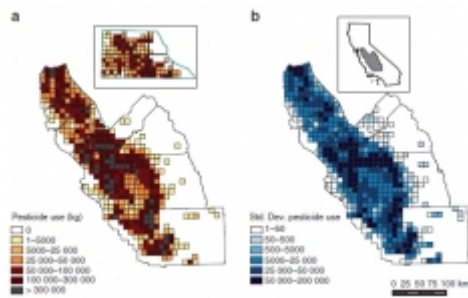 a
Pesticide use (kg)
0
1–5000
5000–25 000
25 000–50 000
50 000–100 000
100 000–300 000
> 300 000
b
Std. Dev. pesticide use
1–50
50–500
500–5000
5000–25 000
25 000–50 000
50 000–200 000
0 25 50 75 100 km